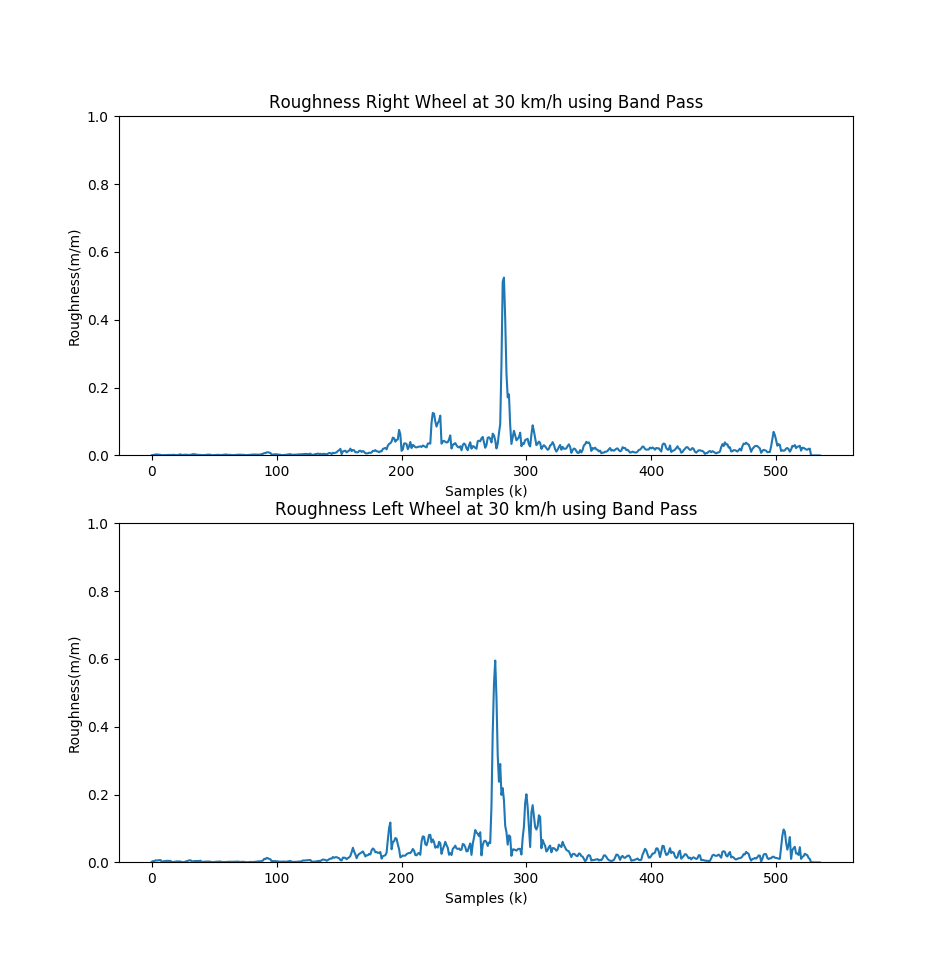 Roughness Right Wheel at 30 km/h using Band Pass
1.0
0.8
0.6
0.4
0.2
0.0
Roughness(m/m)
0 100 200 300 400 500
Samples (k)
Roughness Left Wheel at 30 km/h using Band Pass
1.0
0.8
0.6
0.4
0.2
0.0
Roughness(m/m)
0 100 200 300 400 500
Samples (k)